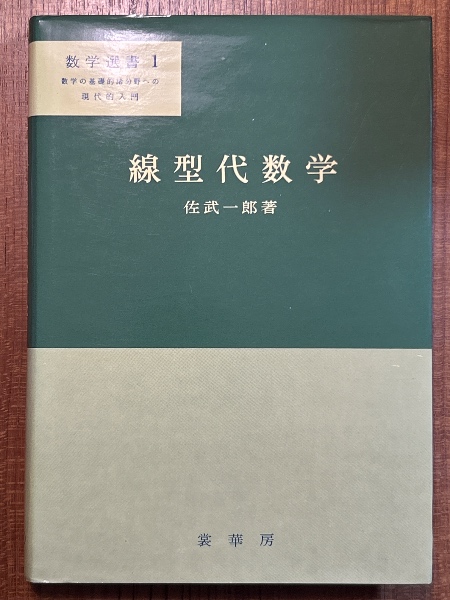 数学選書 1
数学の基礎的諸分野への
現代的入門
線型代数学
佐武一郎著
裳華房